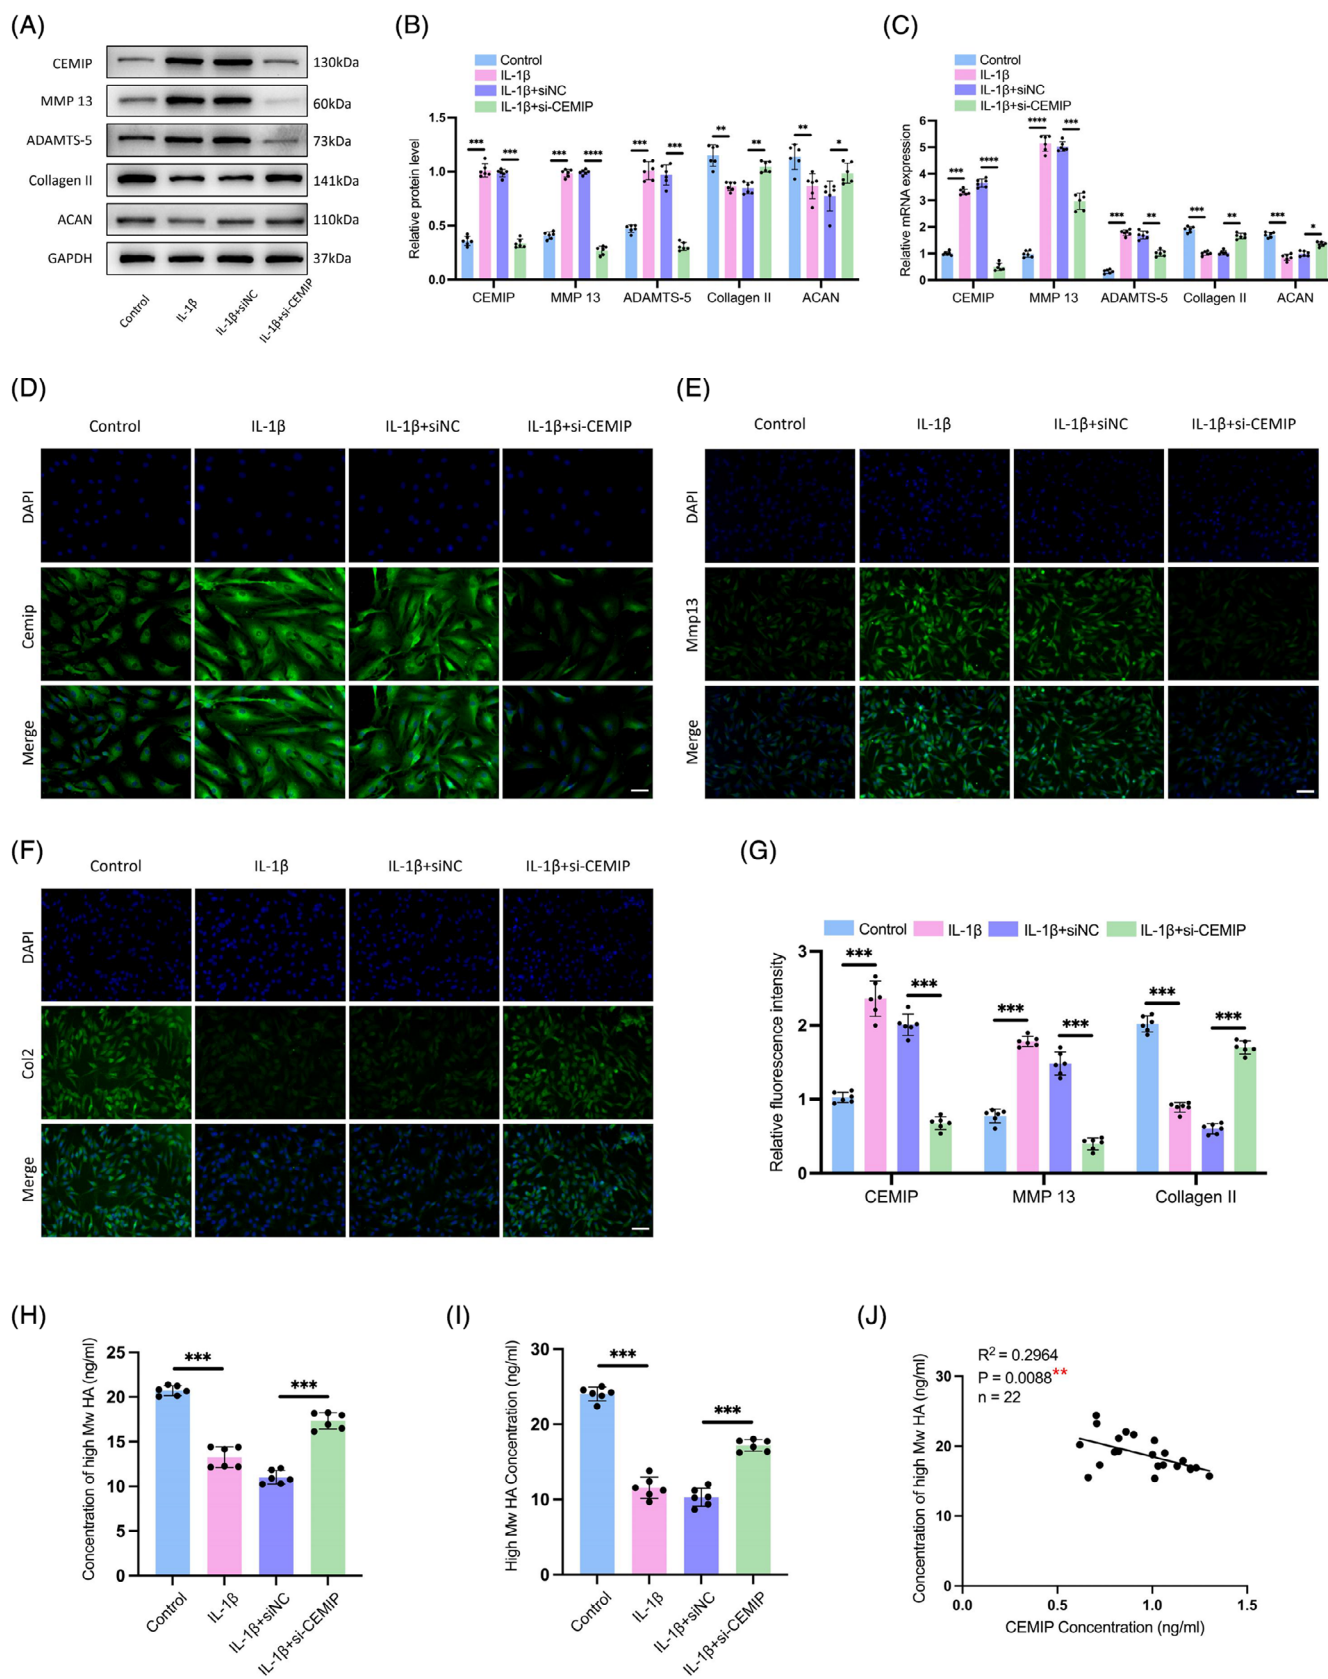 (A)
CEMIP
130kDa
MMP 13
60kDa
ADAMTS-5
73kDa
Collagen II
141kDa
ACAN
110kDa
GAPDH
37kDa
Control
IL-1β
IL-1β+siNC
IL-1β+si-CEMIP
(B)
Control
IL-1β
IL-1β+siNC
IL-1β+si-CEMIP
Relative protein level
1.5
1.0
0.5
0.0
*** *** *** **** *** *** ** ** ** *
CEMIP MMP 13 ADAMTS-5 Collagen II ACAN
(C)
Control
IL-1β
IL-1β+siNC
IL-1β+si-CEMIP
Relative mRNA expression
6
5
4
3
2
1
0
*** **** **** *** *** ** *** ** *** *
CEMIP MMP 13 ADAMTS-5 Collagen II ACAN
(D)
Control IL-1β IL-1β+siNC IL-1β+si-CEMIP
DAPI
Cemip
Merge
(E)
Control IL-1β IL-1β+siNC IL-1β+si-CEMIP
DAPI
Mmp13
Merge
(F)
Control IL-1β IL-1β+siNC IL-1β+si-CEMIP
DAPI
Col2
Merge
(G)
Control IL-1β IL-1β+siNC IL-1β+si-CEMIP
Relative fluorescence intensity
3
2
1
0
*** *** *** *** *** ***
CEMIP MMP 13 Collagen II
(H)
Concentration of high Mw HA (ng/ml)
25
20
15
10
5
0
*** ***
Control
IL-1β
IL-1β+siNC
IL-1β+si-CEMIP
(I)
High Mw HA Concentration (ng/ml)
30
20
10
0
*** ***
Control
IL-1β
IL-1β+siNC
IL-1β+si-CEMIP
(J)
R² = 0.2964
P = 0.0088**
n = 22
Concentration of high Mw HA (ng/ml)
30
20
10
0
0.0 0.5 1.0 1.5
CEMIP Concentration (ng/ml)